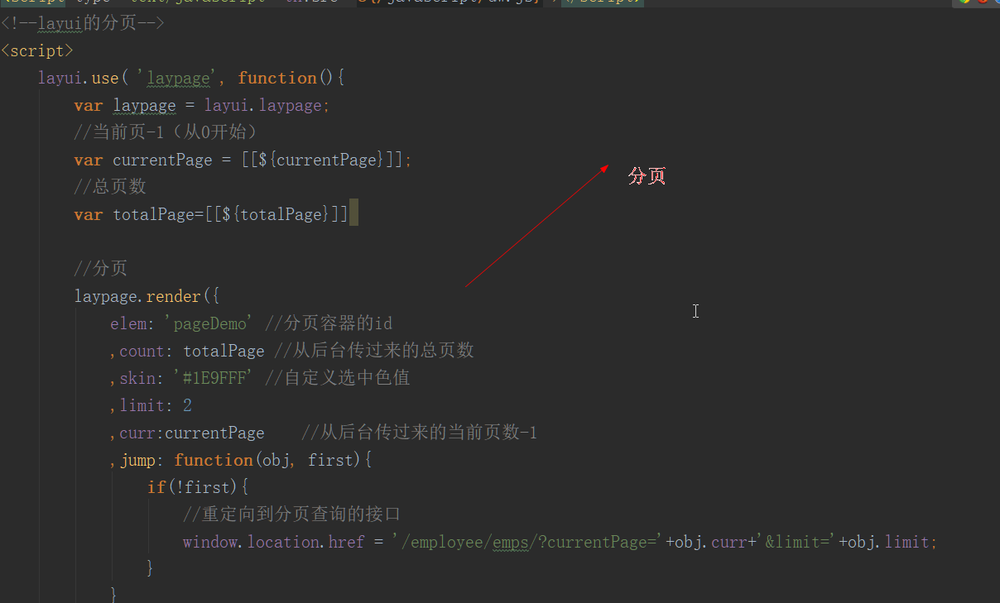 <script type="text/javascript" th:src="@{/javascript/dm.js}"></script>
<!--layui的分页-->
<script>
layui.use( 'laypage', function(){
var laypage = layui.laypage;
//当前页-1（从0开始）
var currentPage = [[${currentPage}]];
分页
//总页数
var totalPage=[[${totalPage}]]
//分页
laypage.render({
elem: 'pageDemo' //分页容器的id
,count: totalPage //从后台传过来的总页数
,skin: '#1E9FFF' //自定义选中色值
,limit: 2
,curr:currentPage    //从后台传过来的当前页数-1
,jump: function(obj, first){
if(!first){
//重定向到分页查询的接口
window.location.href = '/employee/emps/?currentPage='+obj.curr+'&limit='+obj.limit;
}
}